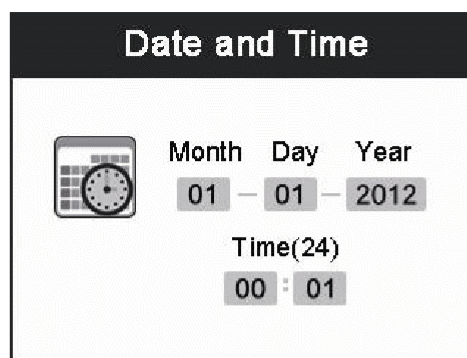 Date and Time
Month Day Year
01 – 01 – 2012
Time(24)
00 : 01